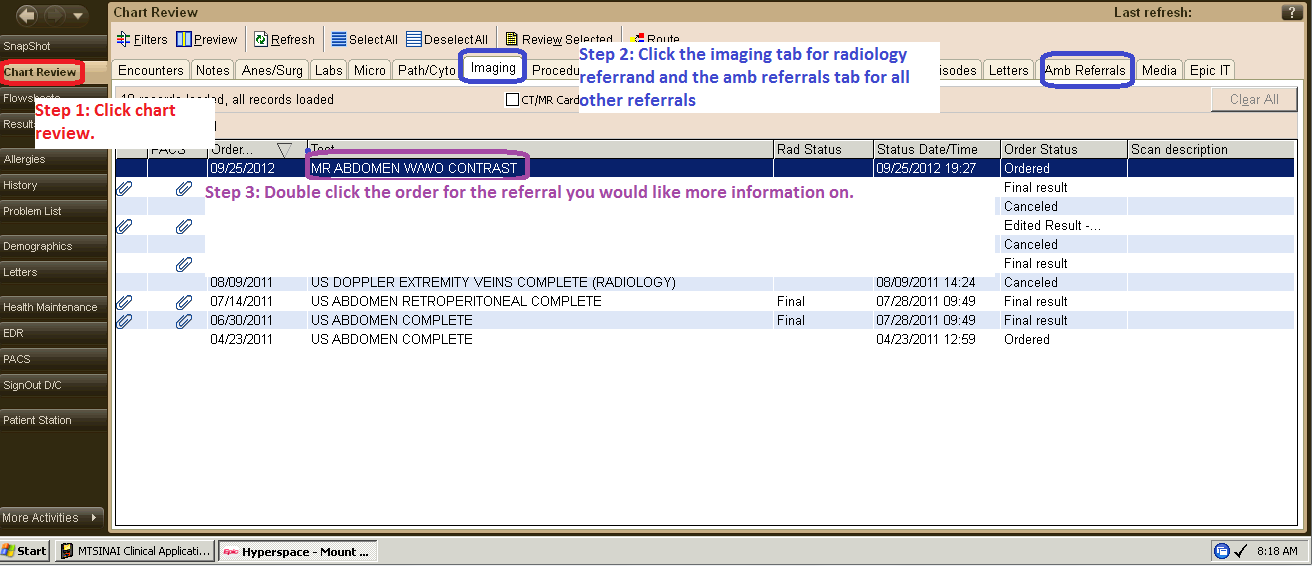 Chart Review Last refresh:
Filters Preview Refresh SelectAll DeselectAll Review Selected Route
SnapShot
Chart Review
Flowsheets
Results
Allergies
History
Problem List
Demographics
Letters
Health Maintenance
EDR
PACS
SignOut D/C
Patient Station
More Activities
Step 1: Click chart
review.
Step 2: Click the imaging tab for radiology
referrand and the amb referrals tab for all
other referrals
Encounters Notes Anes/Surg Labs Micro Path/Cyto Imaging Procedu isodes Letters Amb Referrals Media Epic IT
records loaded, all records loaded CT/MR Card Clear All
PACS Order... Test Rad Status Status Date/Time Order Status Scan description
09/25/2012 MR ABDOMEN W/WO CONTRAST 09/25/2012 19:27 Ordered
Step 3: Double click the order for the referral you would like more information on.
Final result
Canceled
Edited Result -...
Canceled
Final result
08/09/2011 US DOPPLER EXTREMITY VEINS COMPLETE (RADIOLOGY) 08/09/2011 14:24 Canceled
07/14/2011 US ABDOMEN RETROPERITONEAL COMPLETE Final 07/28/2011 09:49 Final result
06/30/2011 US ABDOMEN COMPLETE Final 07/28/2011 09:49 Final result
04/23/2011 US ABDOMEN COMPLETE 04/23/2011 12:59 Ordered
Start MTSINAI Clinical Applicati... Epic Hyperspace - Mount ... 8:18 AM